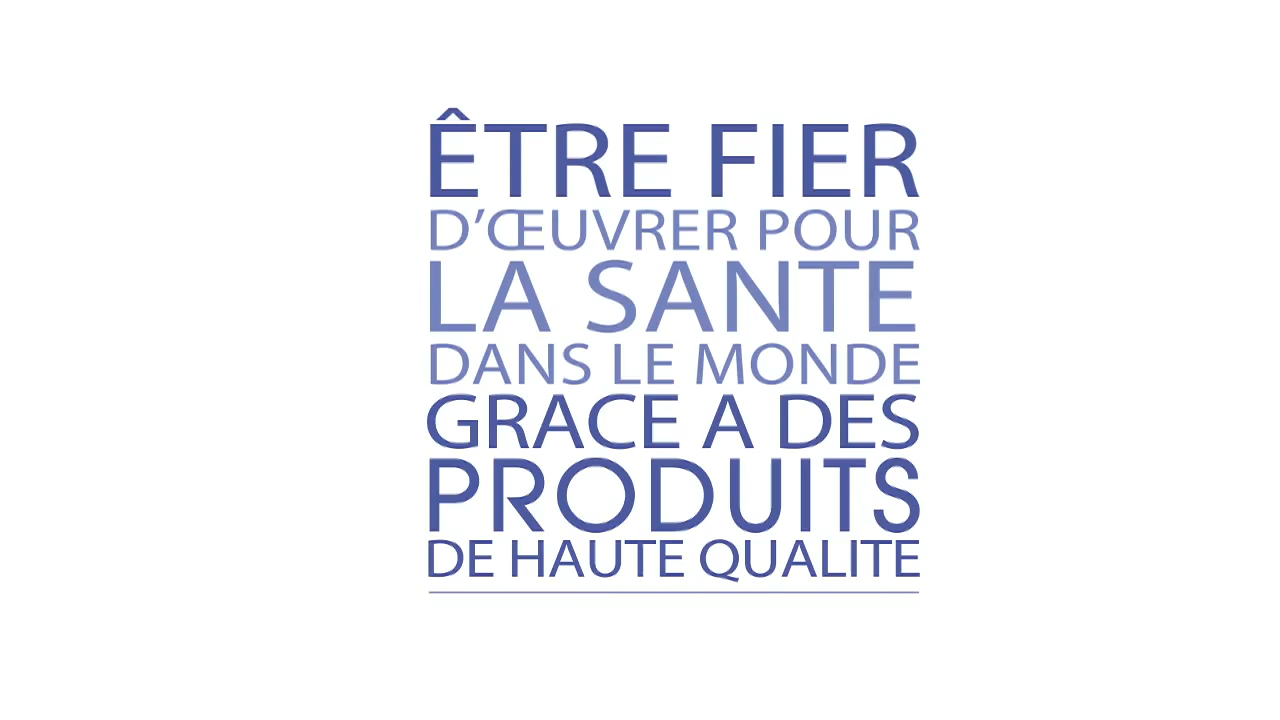 ÊTRE FIER
D’ŒUVRER POUR
LA SANTE
DANS LE MONDE
GRACE A DES
PRODUITS
DE HAUTE QUALITE